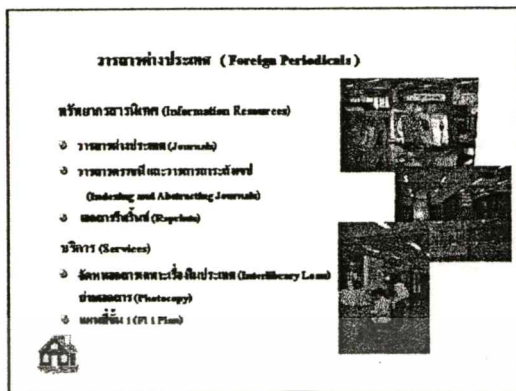 วารสารต่างประเทศ (Foreign Periodicals)
ทรัพยากรสารนิเทศ (Information Resources)
วารสารต่างประเทศ (Journals)
วารสารดรรชนี และวารสารสาระสังเขป
(Indexing and Abstracting Journals)
(Reprints)
บริการ (Services)
(Interlibrary Loan)
ถ่ายเอกสาร (Photocopy)
แผนที่ชั้น 1 (Fl 1 Plan)